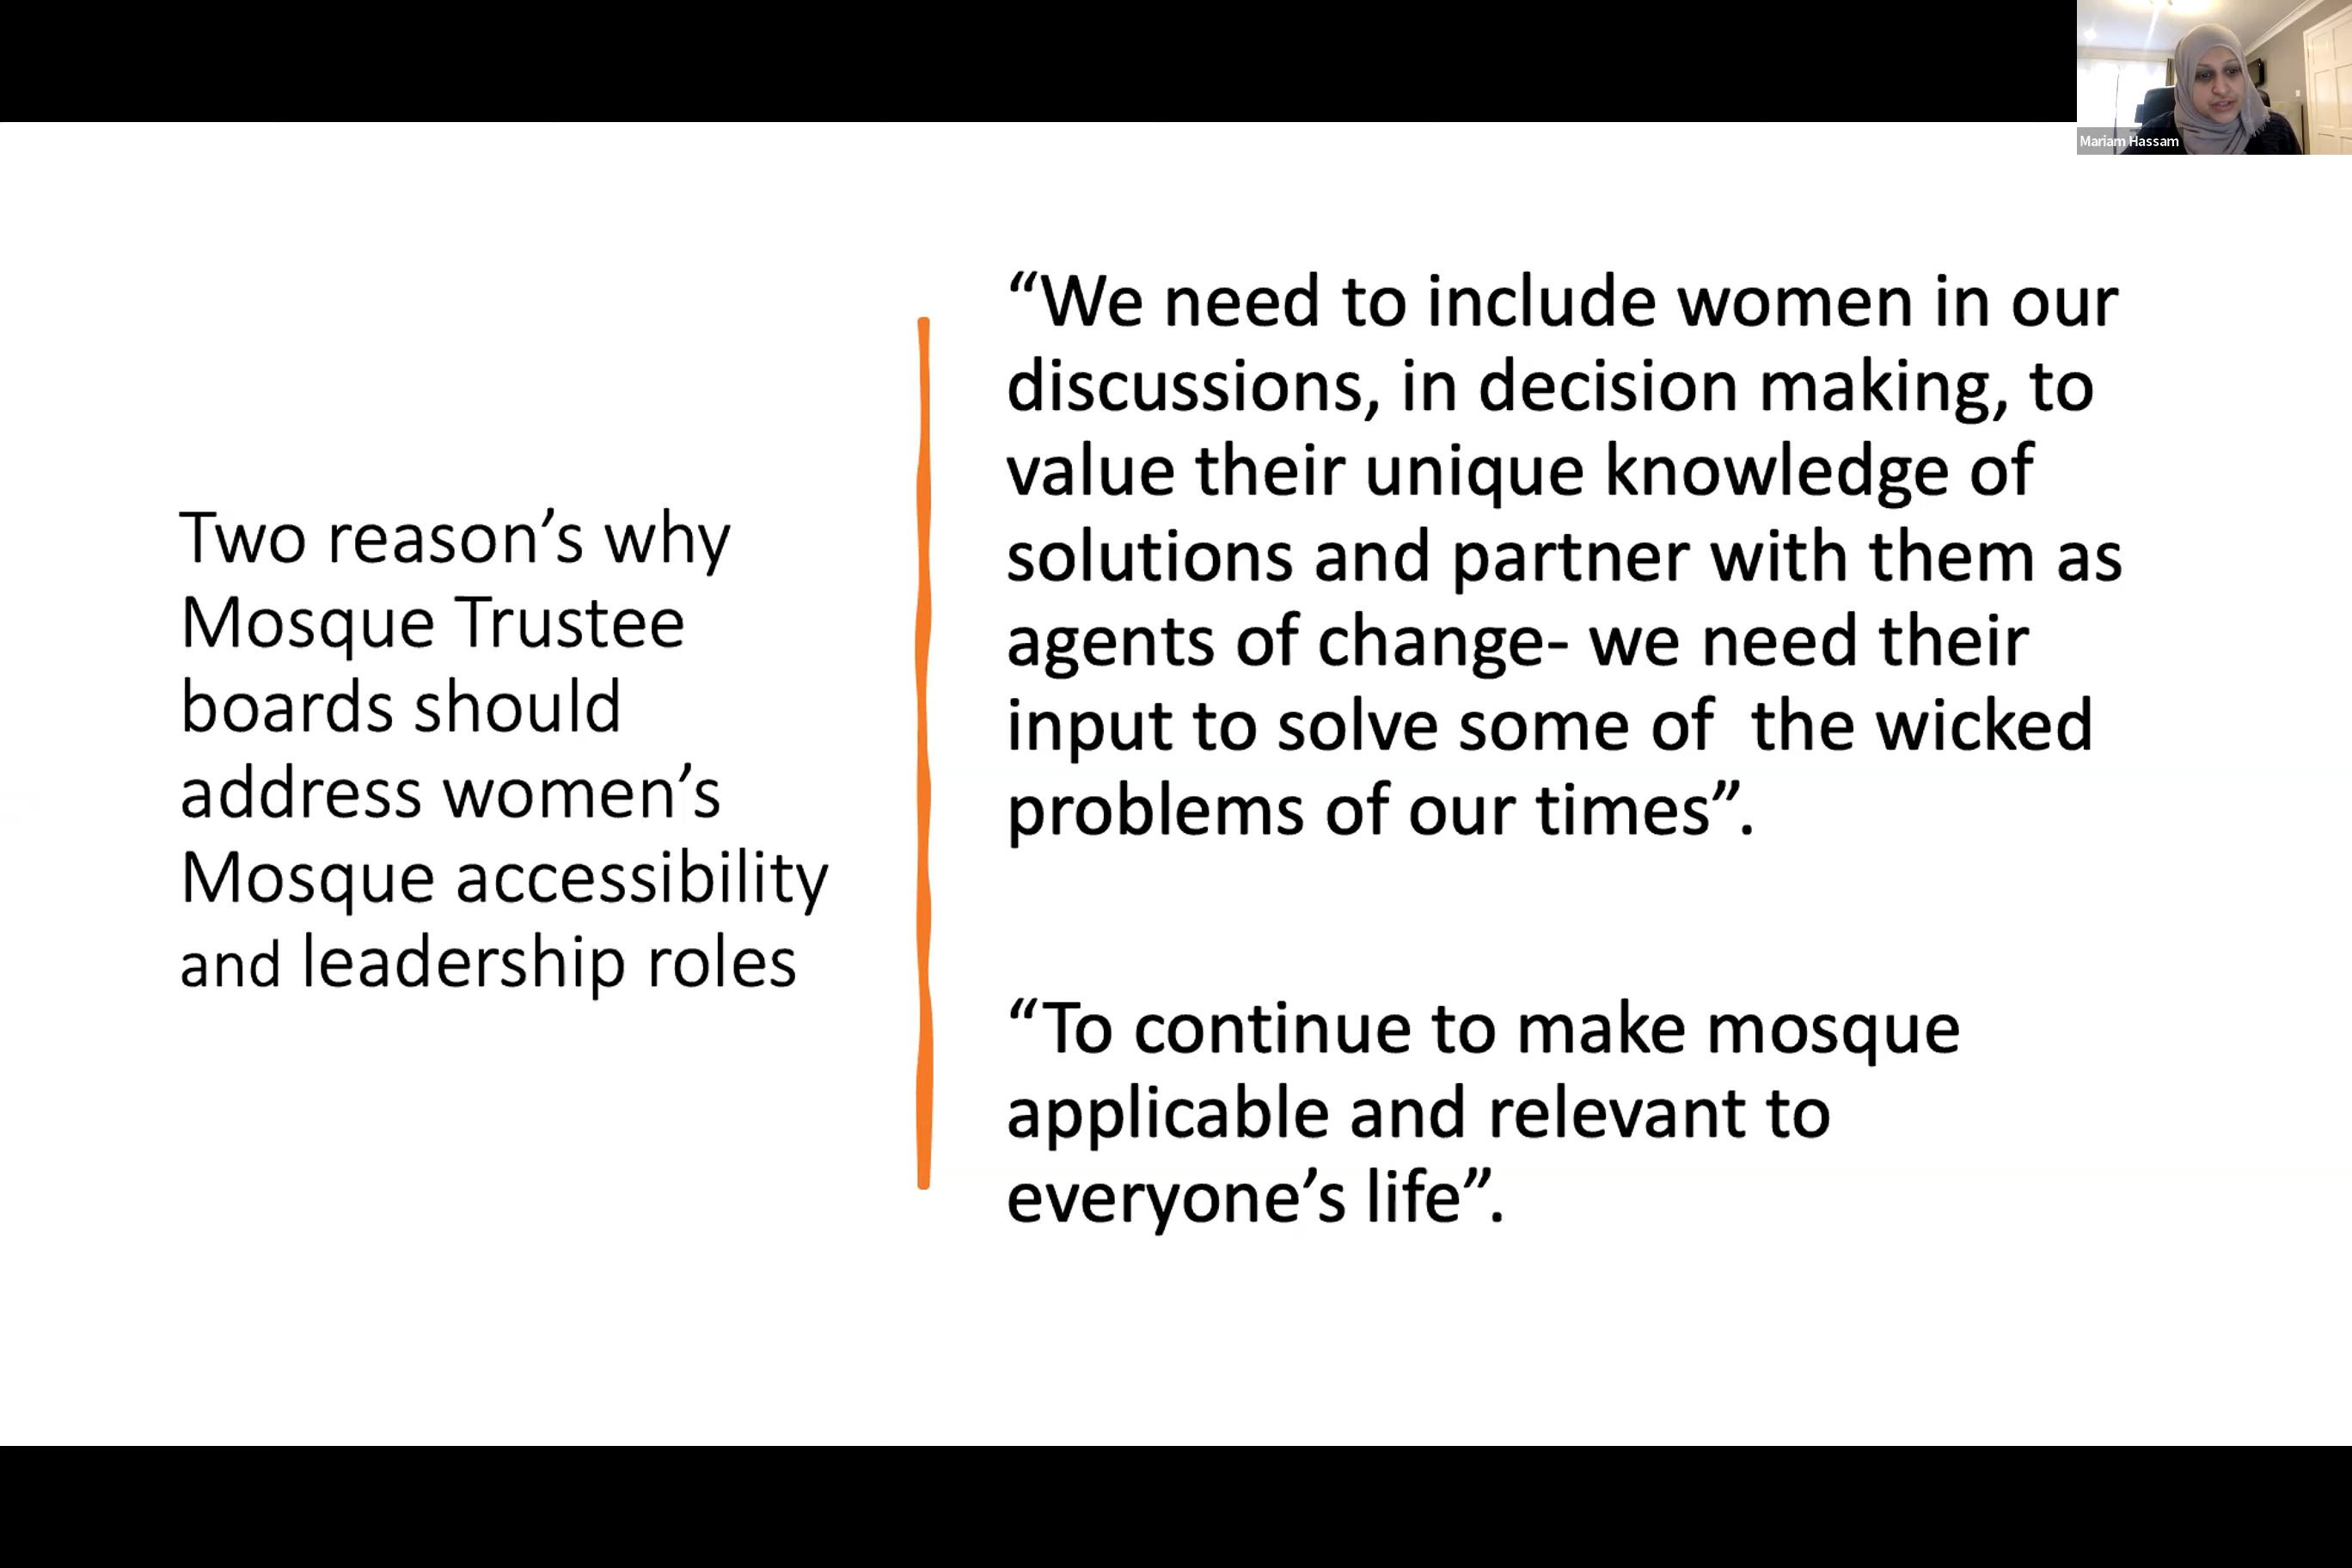 Mariam Hassam
Two reason’s why
Mosque Trustee
boards should
address women’s
Mosque accessibility
and leadership roles
“We need to include women in our
discussions, in decision making, to
value their unique knowledge of
solutions and partner with them as
agents of change- we need their
input to solve some of  the wicked
problems of our times”.
“To continue to make mosque
applicable and relevant to
everyone’s life”.